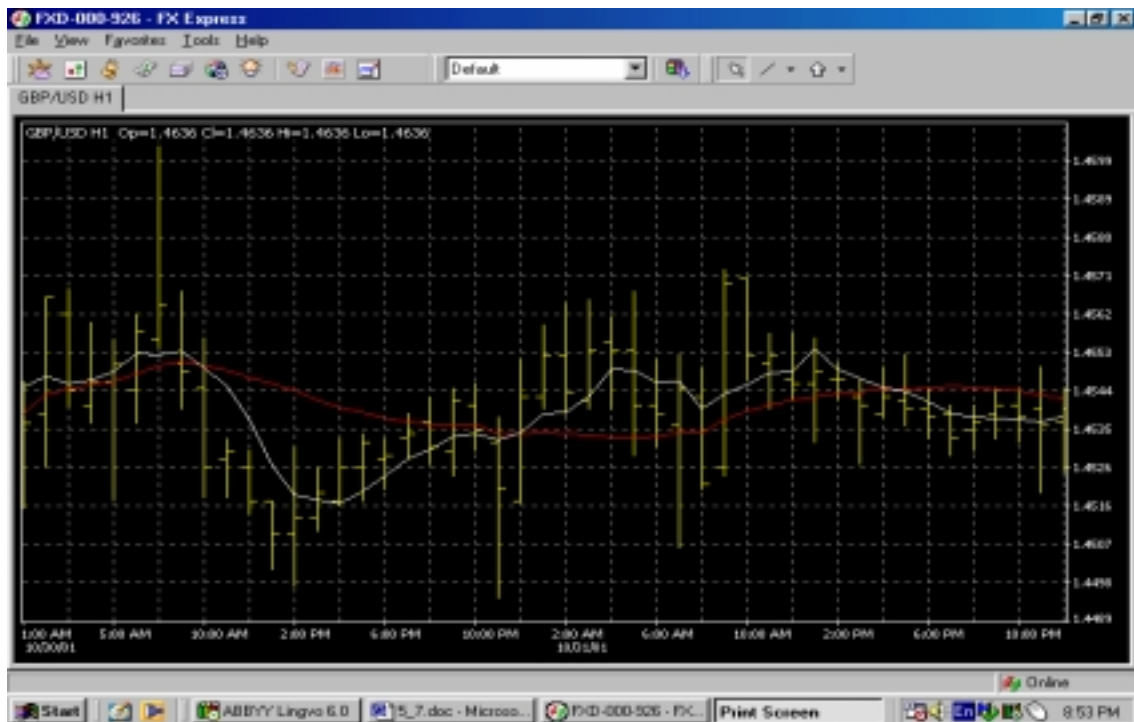 FXD-000-926 - FX Express
File View Favorites Tools Help
Default
GBP/USD H1
GBP/USD H1 Op=1.4636 Cl=1.4636 Hi=1.4636 Lo=1.4636
1.4599
1.4589
1.4571
1.4562
1.4553
1.4544
1.4535
1.4526
1.4516
1.4507
1.4498
1.4489
1:00 AM 5:00 AM 10:00 AM 2:00 PM 6:00 PM 10:00 PM 2:00 AM 6:00 AM 10:00 AM 2:00 PM 6:00 PM 10:00 PM
10/30/01 10/31/01
Online
Start ABBYY Lingvo 6.0 5_7.doc - Microso... FXD-000-926 - FX... Print Screen En 8:53 PM